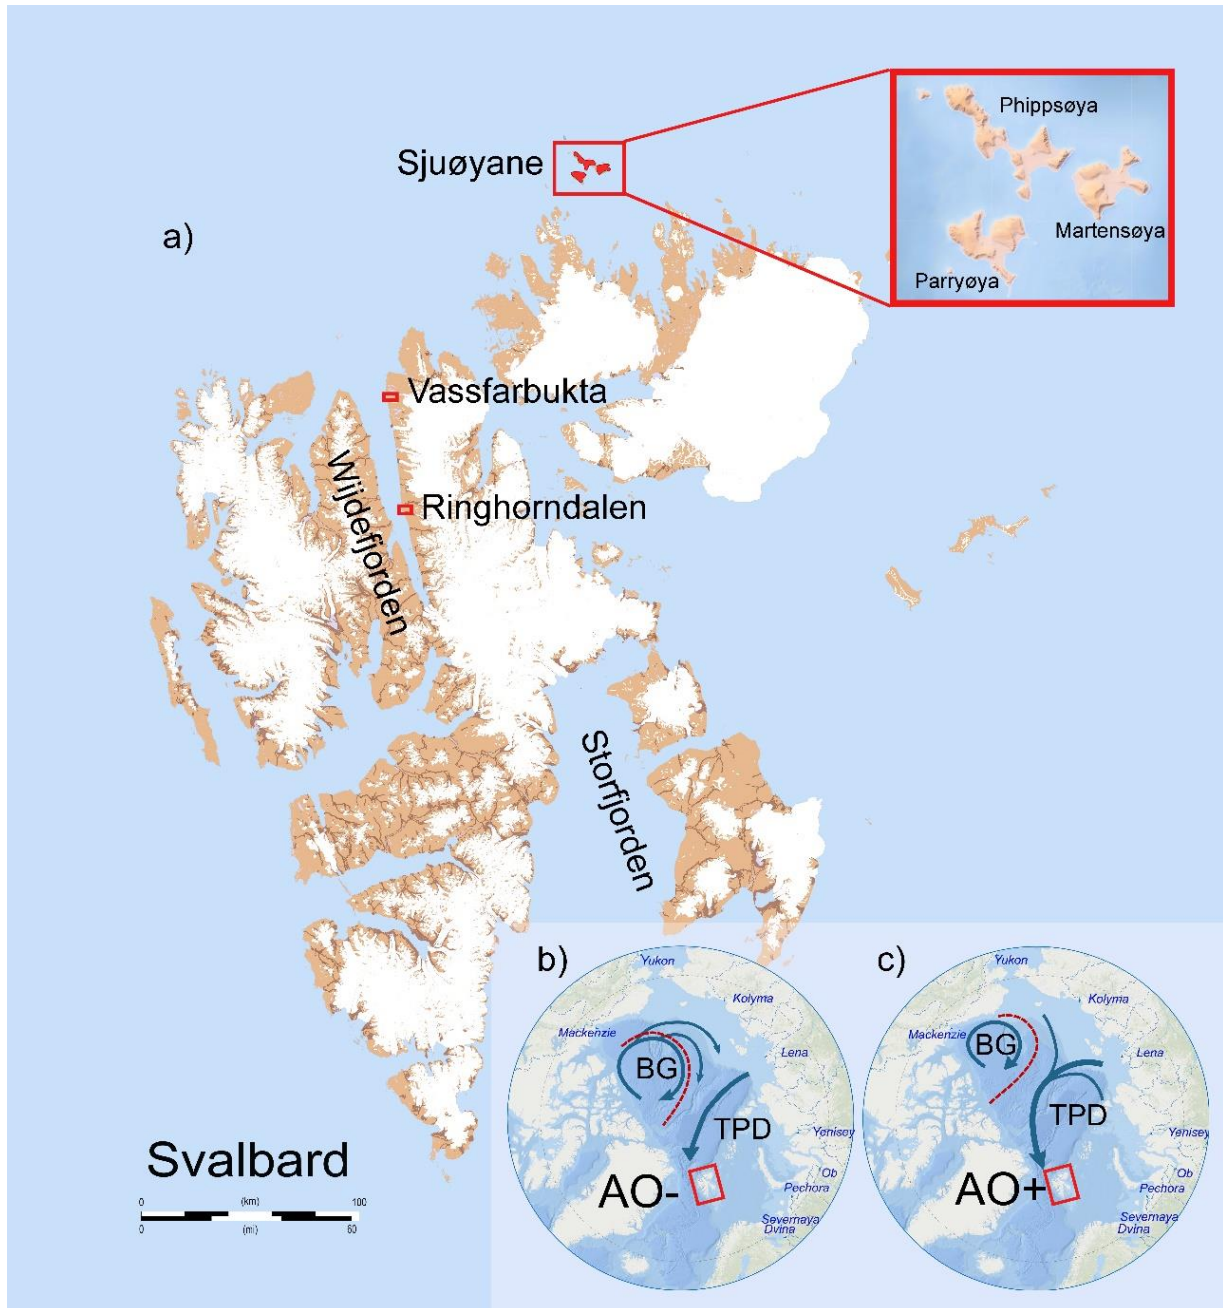 Phippsøya
Sjuøyane
a)
Martensøya
Parryøya
Vassfarbukta
Wijdefjorden
Ringhorndalen
Storfjorden
b)
Yukon
Kolyma
Mackenzie
BG
Lena
TPD
Yenisey
AO-
Ob
Pechora
Severnaya
Dvina
c)
Yukon
Kolyma
Mackenzie
BG
Lena
TPD
Yenisey
AO+
Ob
Pechora
Severnaya
Dvina
Svalbard
0 (km) 100
0 (mi) 60